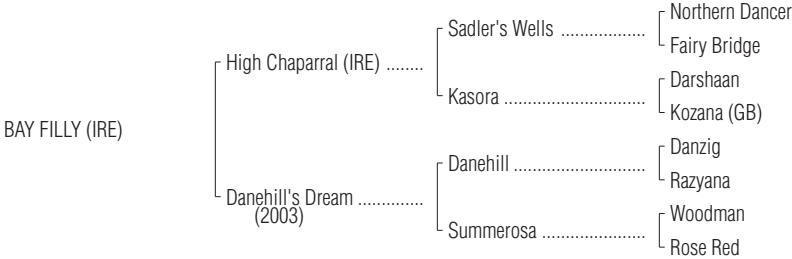 Northern Dancer
Sadler's Wells ..................
Fairy Bridge
High Chaparral (IRE) ........
Darshaan
Kasora ..............................
Kozana (GB)
BAY FILLY (IRE)
Danzig
Danehill ............................
Razyana
Danehill's Dream ..............
(2003)
Woodman
Summerosa ......................
Rose Red